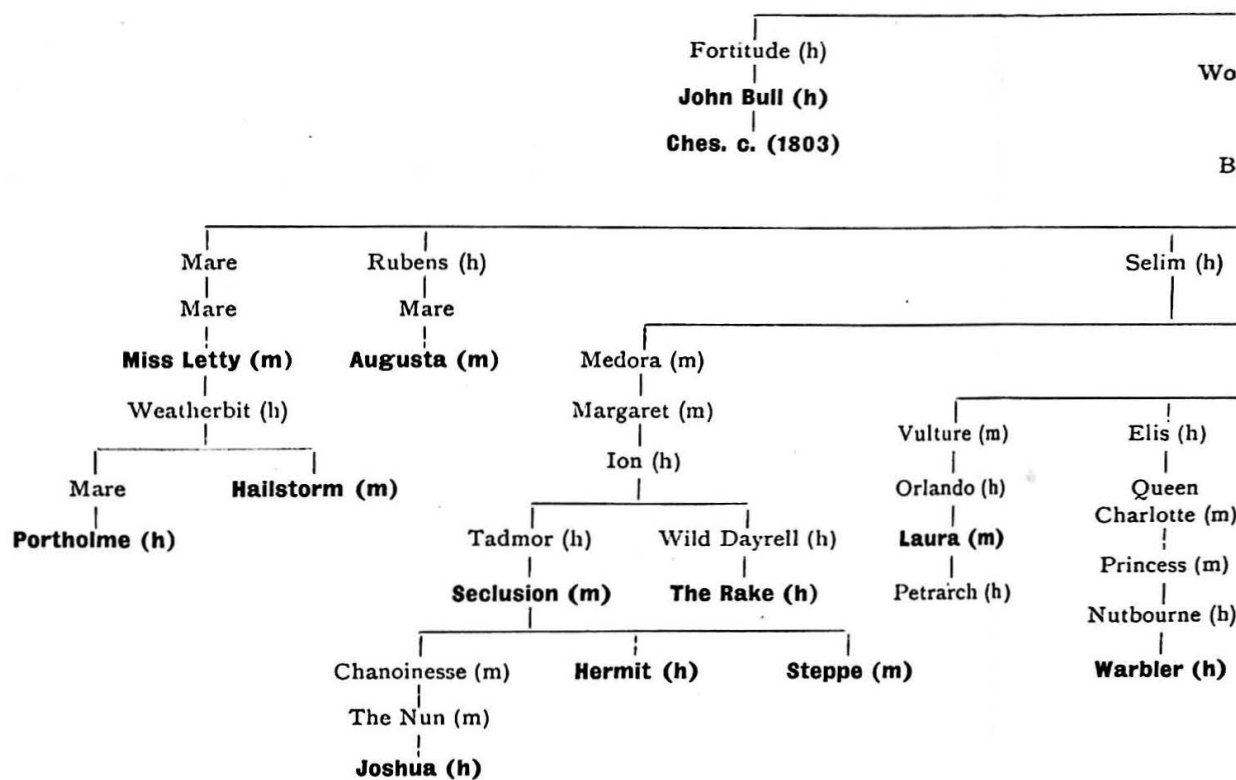 Fortitude (h)
Wo
John Bull (h)
Ches. c. (1803)
B
Mare Rubens (h) Selim (h)
Mare Mare
Miss Letty (m) Augusta (m) Medora (m)
Weatherbit (h) Margaret (m) Vulture (m) Elis (h)
Ion (h)
Mare Hailstorm (m) Orlando (h) Queen
Charlotte (m)
Portholme (h) Tadmor (h) Wild Dayrell (h) Laura (m)
Princess (m)
Seclusion (m) The Rake (h) Petrarch (h)
Nutbourne (h)
Chanoinesse (m) Hermit (h) Steppe (m) Warbler (h)
The Nun (m)
Joshua (h)